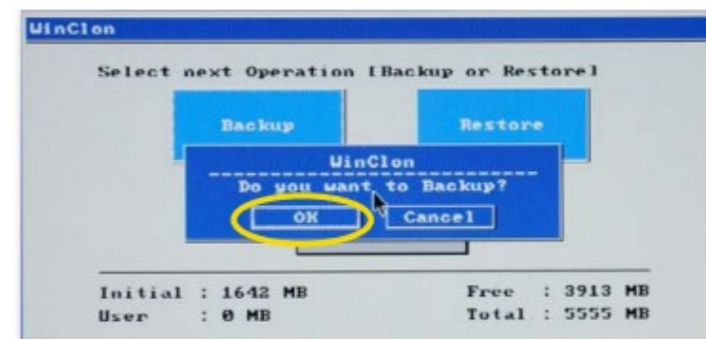 WinClon
Select next Operation [Backup or Restore]
Backup Restore
WinClon
Do you want to Backup?
OK Cancel
Initial : 1642 MB Free : 3913 MB
User : 0 MB Total : 5555 MB